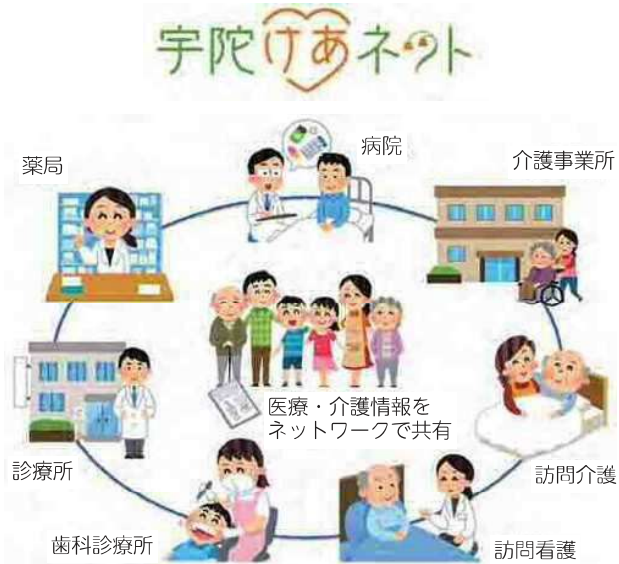 宇陀けあネット
病院
薬局
介護事業所
医療・介護情報を
ネットワークで共有
診療所
訪問介護
歯科診療所
訪問看護